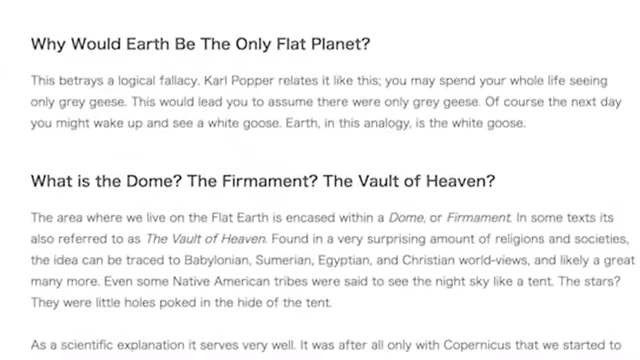 Why Would Earth Be The Only Flat Planet?
This betrays a logical fallacy. Karl Popper relates it like this; you may spend your whole life seeing
only grey geese. This would lead you to assume there were only grey geese. Of course the next day
you might wake up and see a white goose. Earth, in this analogy, is the white goose.
What is the Dome? The Firmament? The Vault of Heaven?
The area where we live on the Flat Earth is encased within a Dome, or Firmament. In some texts its
also referred to as The Vault of Heaven. Found in a very surprising amount of religions and societies,
the idea can be traced to Babylonian, Sumerian, Egyptian, and Christian world-views, and likely a great
many more. Even some Native American tribes were said to see the night sky like a tent. The stars?
They were little holes poked in the hide of the tent.
As a scientific explanation it serves very well. It was after all only with Copernicus that we started to